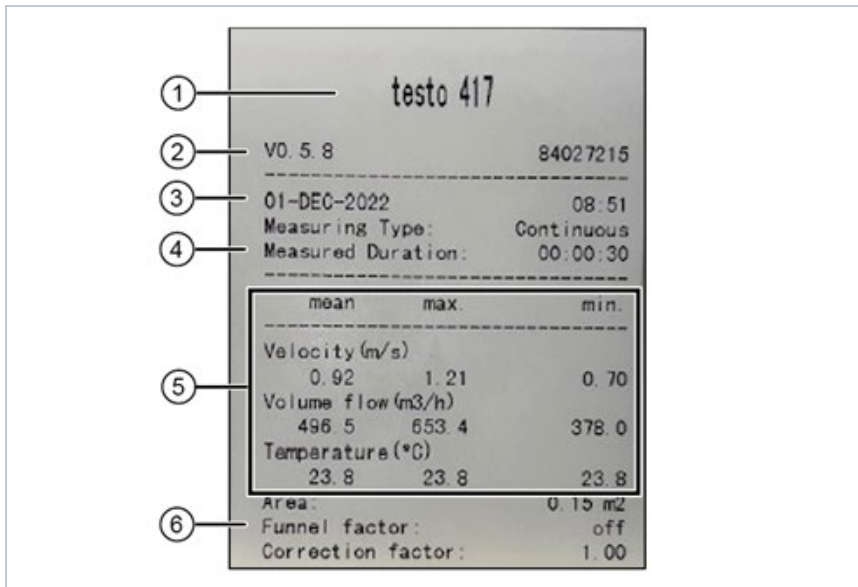 ① testo 417
② V0.5.8 84027215
③ 01-DEC-2022 08:51
Measuring Type: Continuous
④ Measured Duration: 00:00:30
mean max. min.
Velocity(m/s)
0.92 1.21 0.70
⑤ Volume flow(m3/h)
496.5 653.4 378.0
Temperature(°C)
23.8 23.8 23.8
Area: 0.15 m2
⑥ Funnel factor: off
Correction factor: 1.00